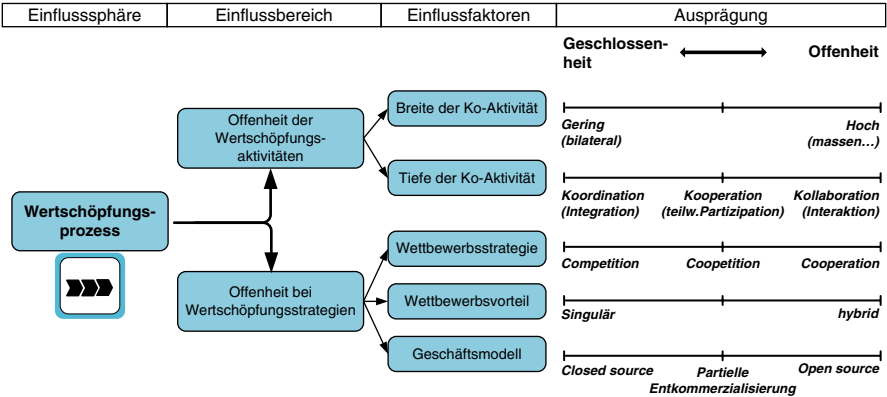 Einflusssphäre
Einflussbereich
Einflussfaktoren
Ausprägung
Geschlossen-
heit
Offenheit
Wertschöpfungs-
prozess
Offenheit der
Wertschöpfungs-
aktivitäten
Offenheit bei
Wertschöpfungsstrategien
Breite der Ko-Aktivität
Gering
(bilateral)
Hoch
(massen...)
Tiefe der Ko-Aktivität
Koordination
(Integration)
Kooperation
(teilw.Partizipation)
Kollaboration
(Interaktion)
Wettbewerbsstrategie
Competition
Coopetition
Cooperation
Wettbewerbsvorteil
Singulär
hybrid
Geschäftsmodell
Closed source
Partielle
Entkommerzialisierung
Open source